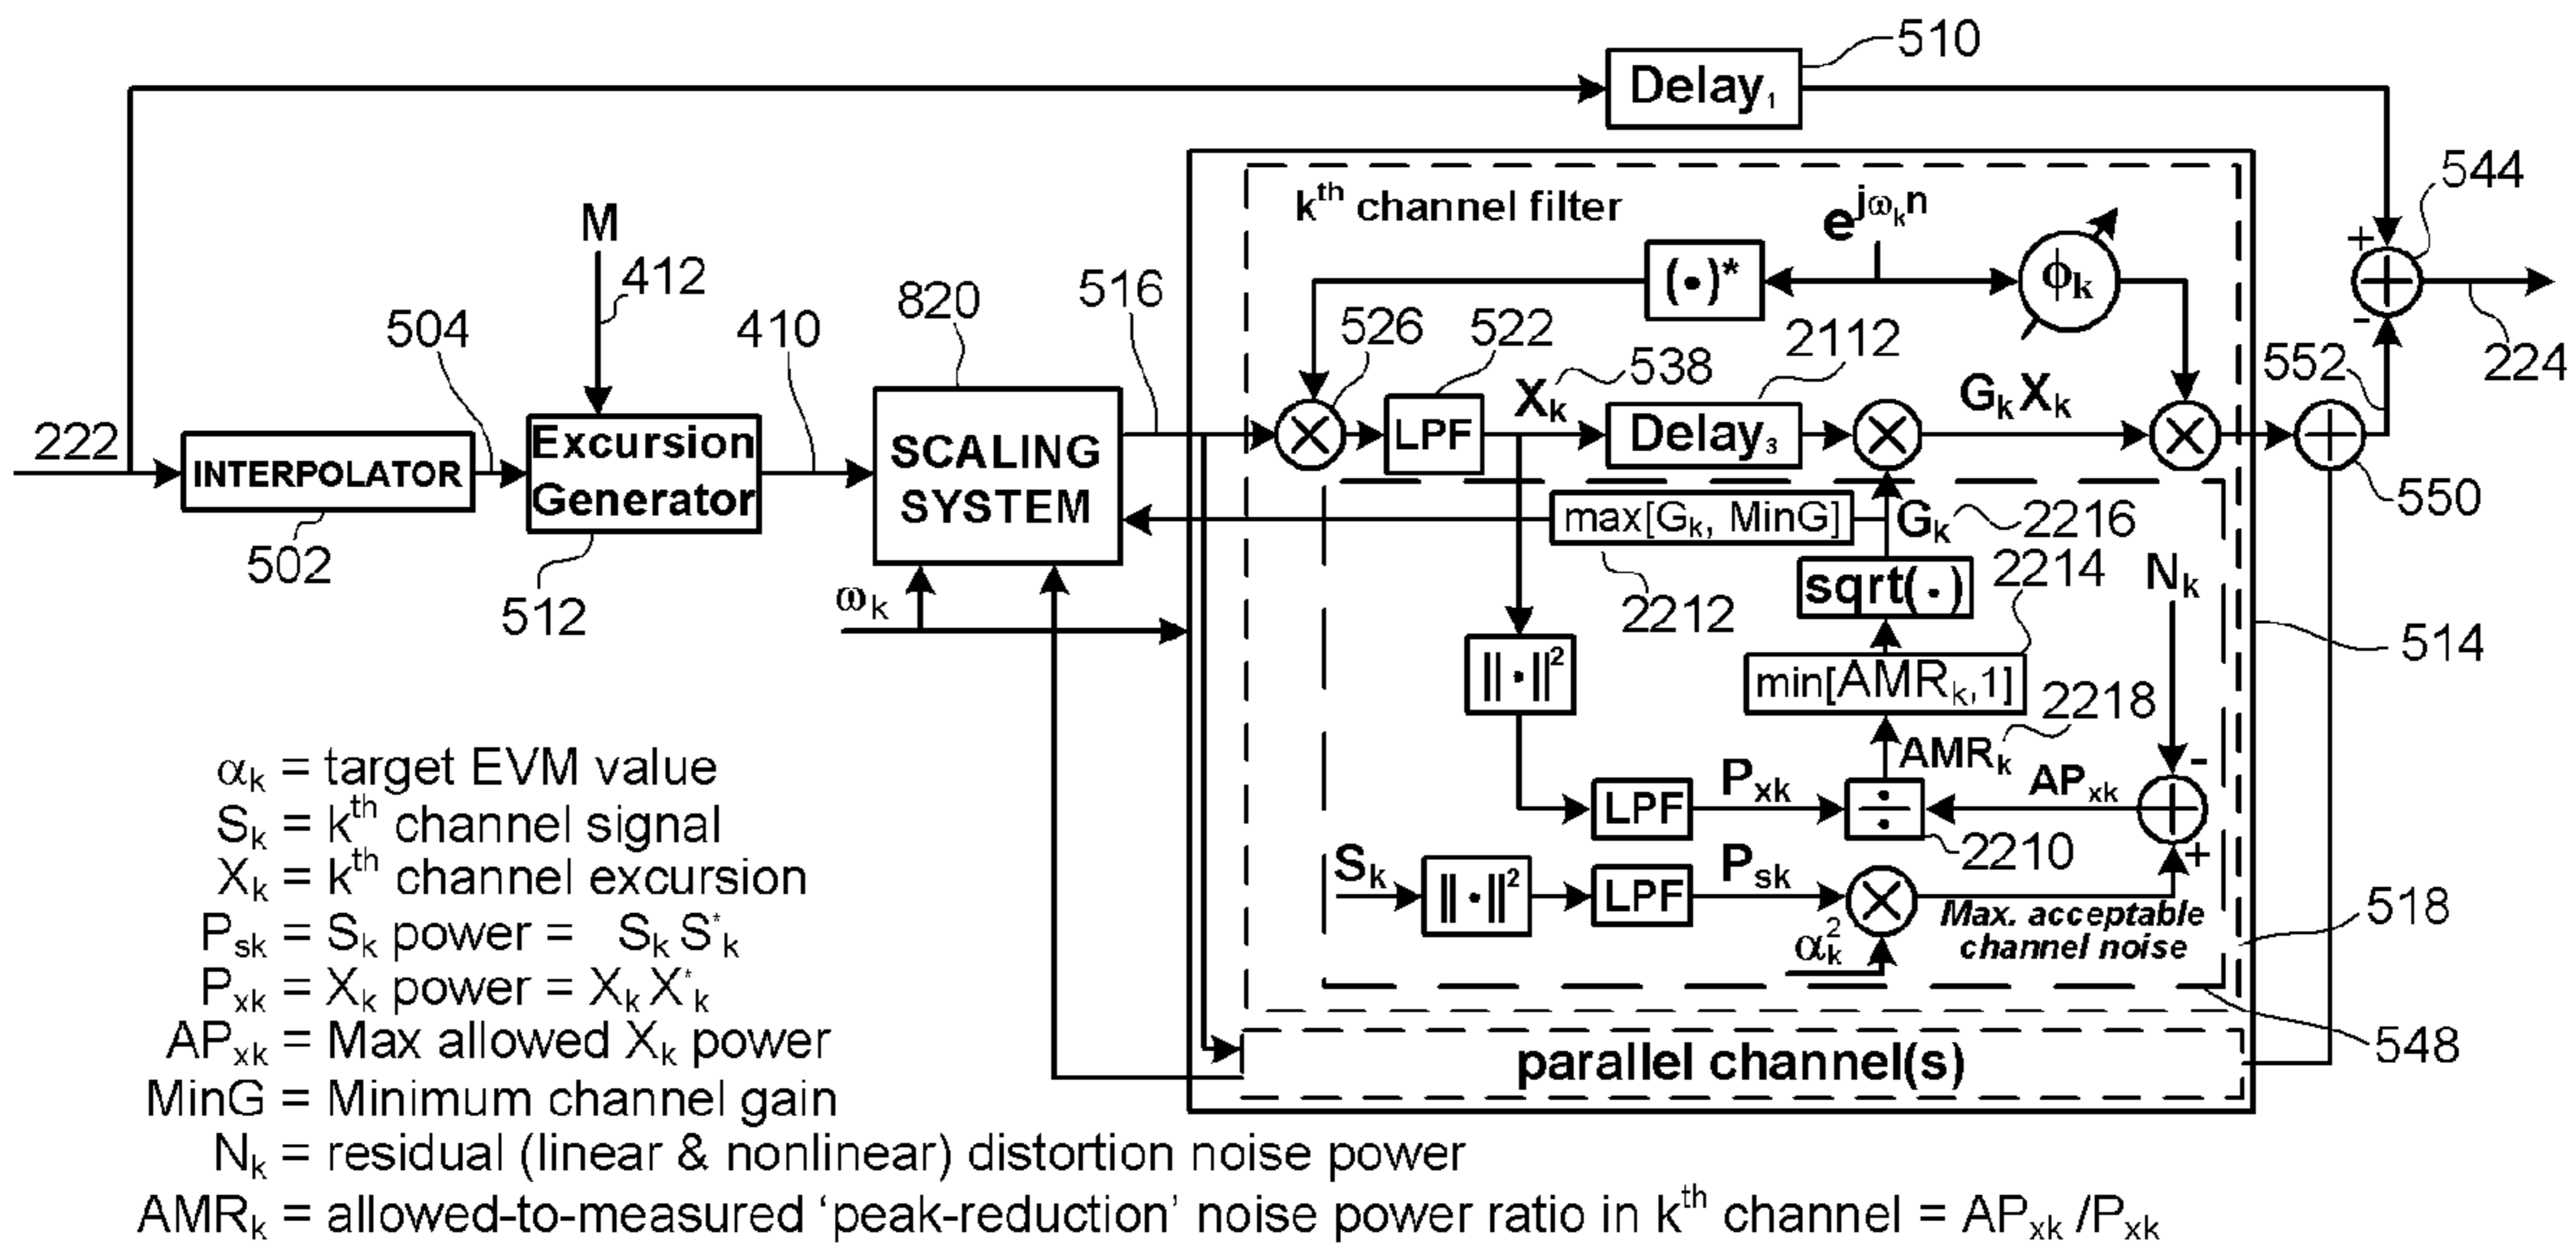 510
Delay₁
544
kᵗʰ channel filter
e^jωₖn
M
412
(•)*
ϕₖ
+
-
820
516
526
522
538
2112
504
410
Xₖ
GₖXₖ
552
224
222
INTERPOLATOR
Excursion
Generator
SCALING
SYSTEM
LPF
Delay₃
550
502
512
max[Gₖ, MinG]
Gₖ
2216
2212
sqrt(·)
2214
Nₖ
ωₖ
514
||•||²
min[AMRₖ,1]
2218
AMRₖ
-
APₓₖ
LPF
Pₓₖ
÷
2210
+
Sₖ
||•||²
LPF
Pₛₖ
αₖ²
Max. acceptable
channel noise
518
548
parallel channel(s)
αₖ = target EVM value
Sₖ = kᵗʰ channel signal
Xₖ = kᵗʰ channel excursion
Pₛₖ = Sₖ power = Sₖ S*ₖ
Pₓₖ = Xₖ power = Xₖ X*ₖ
APₓₖ = Max allowed Xₖ power
MinG = Minimum channel gain
Nₖ = residual (linear & nonlinear) distortion noise power
AMRₖ = allowed-to-measured ‘peak-reduction’ noise power ratio in kᵗʰ channel = APₓₖ /Pₓₖ